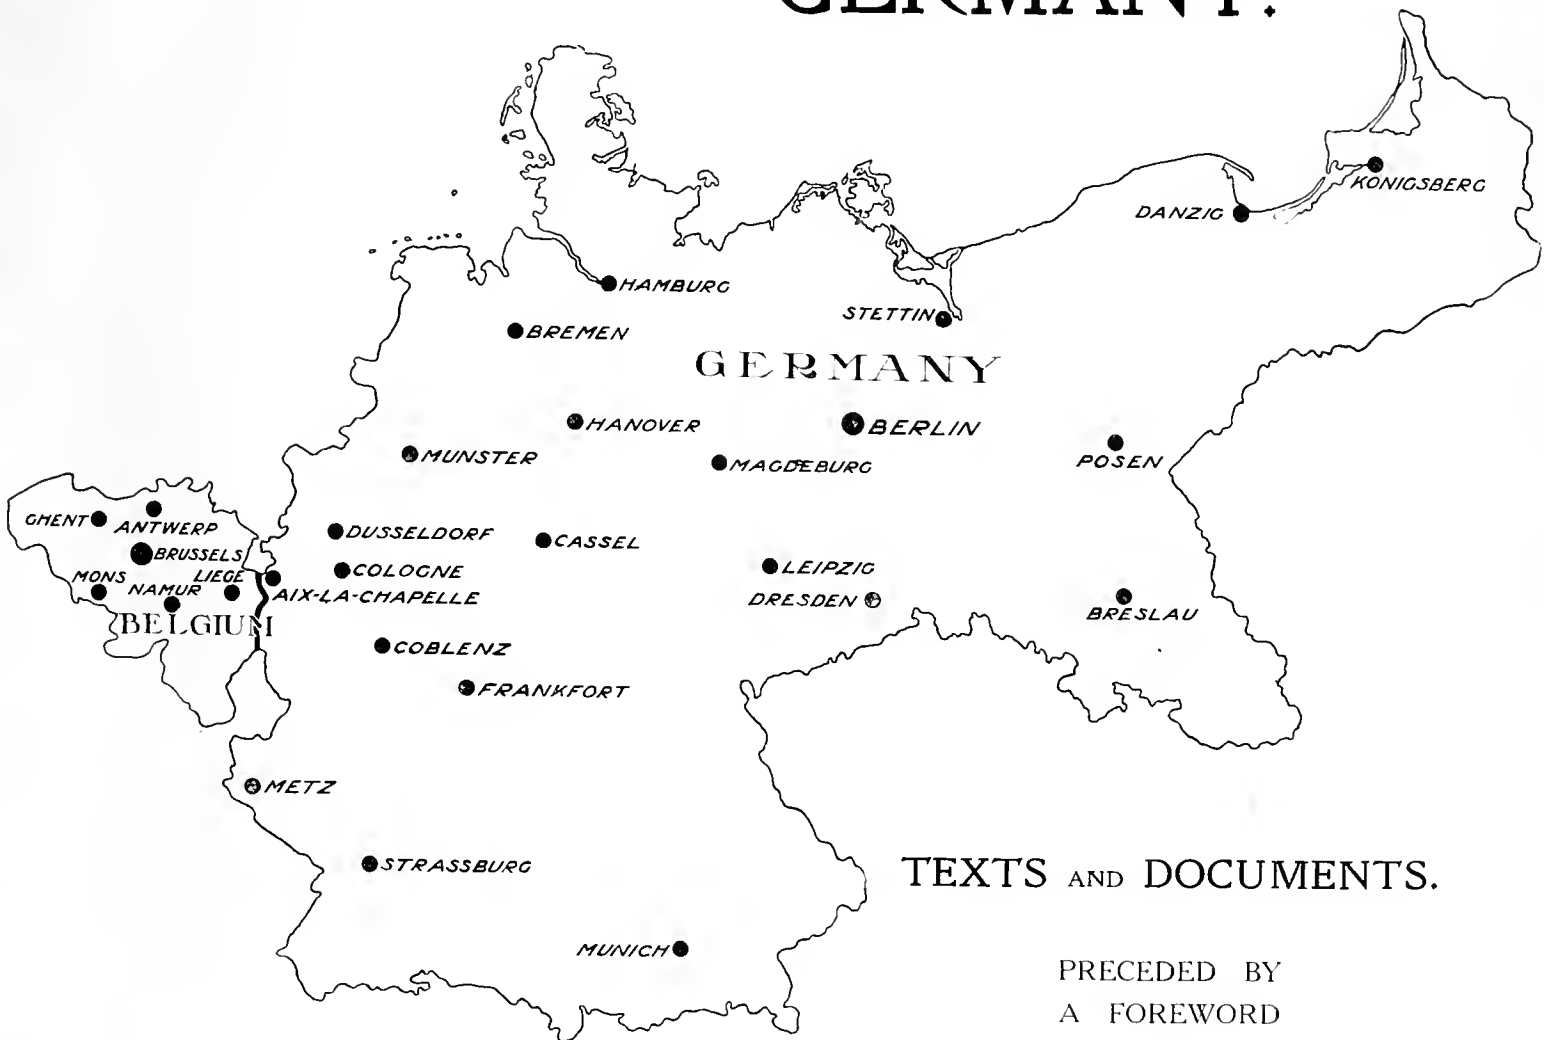 GERMANY:
KÖNIGSBERG
DANZIG
HAMBURG
STETTIN
BREMEN
GERMANY
HANOVER
BERLIN
MUNSTER
MAGDEBURG
POSEN
GHENT
ANTWERP
DUSSELDORF
CASSEL
BRUSSELS
COLOGNE
LEIPZIG
MONS
NAMUR
LIEGE
AIX-LA-CHAPELLE
DRESDEN
BRESLAU
BELGIUM
COBLENZ
FRANKFORT
METZ
STRASSBURG
TEXTS AND DOCUMENTS.
MUNICH
PRECEDED BY
A FOREWORD